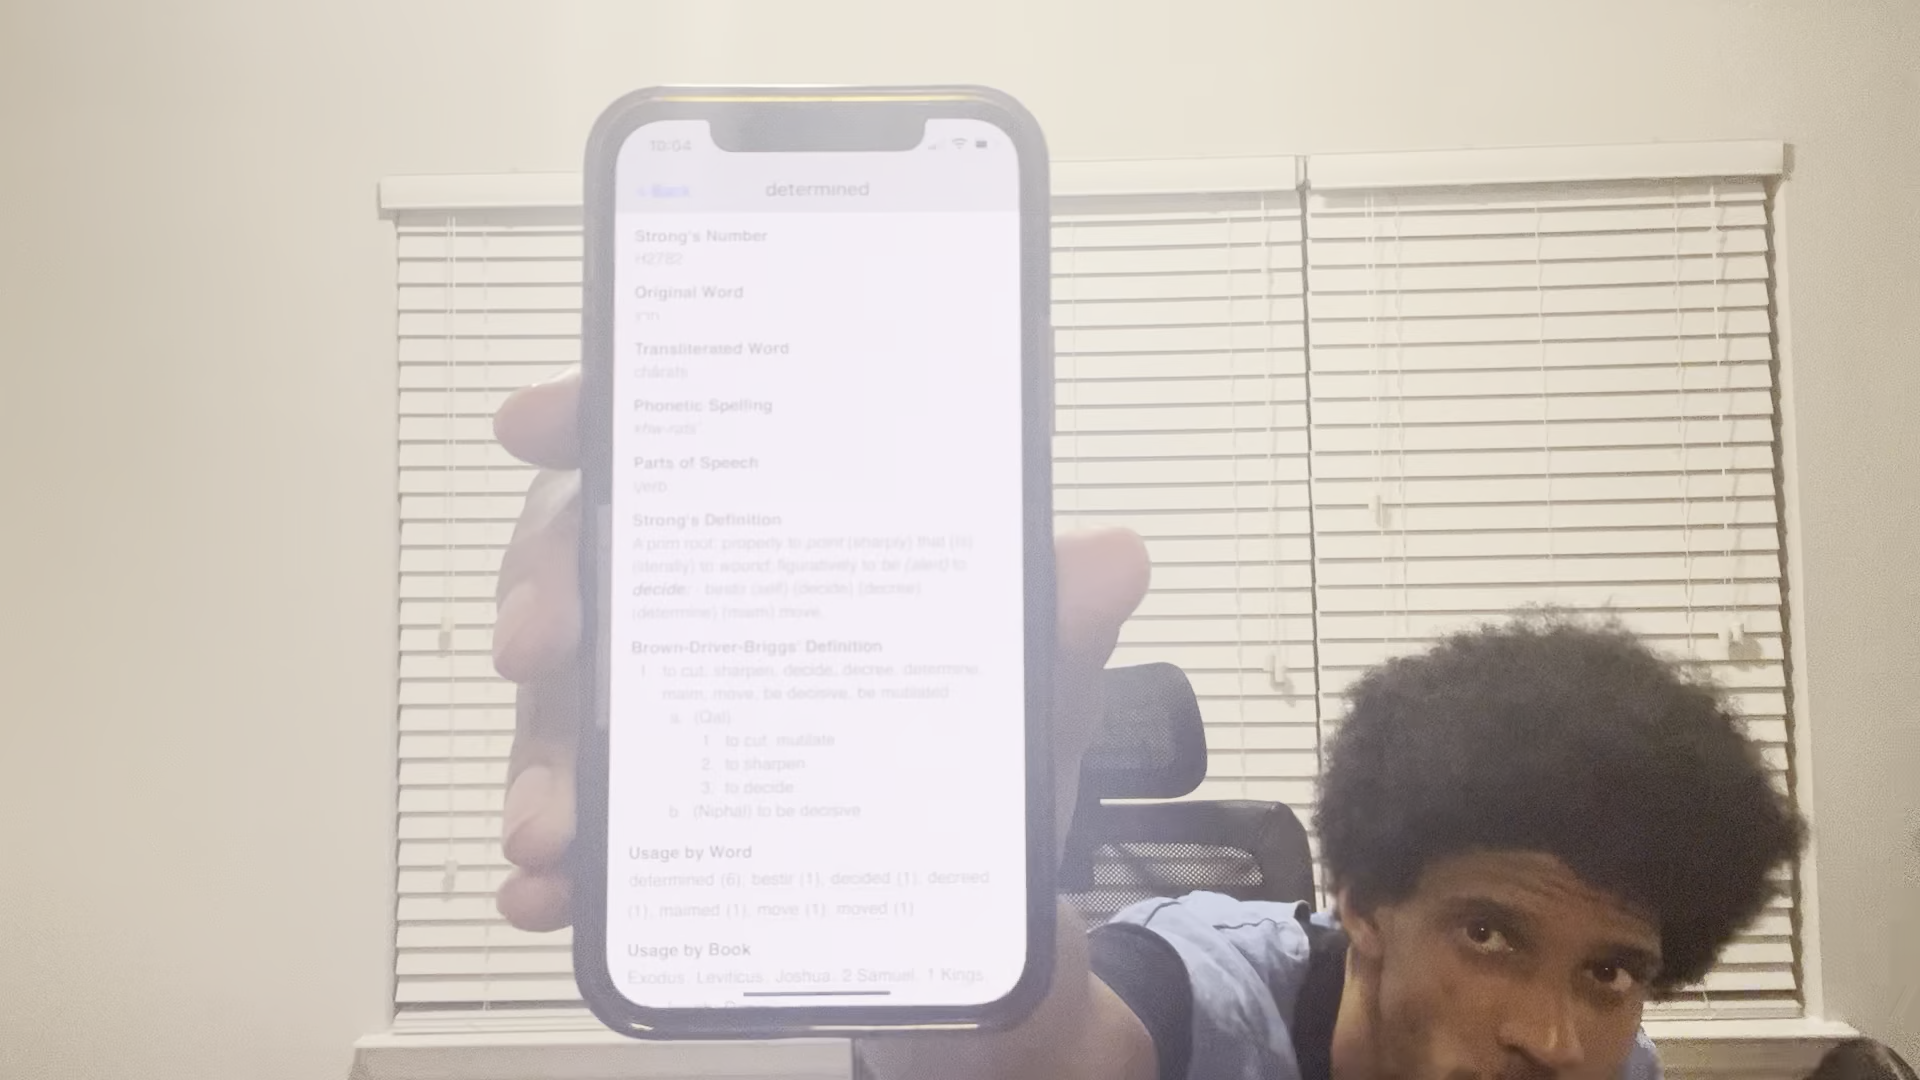 10:04
Back
determined
Strong's Number
H2782
Original Word
חרץ
Transliterated Word
chârats
Phonetic Spelling
khaw-rats'
Parts of Speech
verb
Strong's Definition
A prim root; properly to point (sharply) that (is)
(literally) to wound; figuratively to be (alert) to
decide: - bestir (self) (decide) (decree)
(determine) (maim) move.
Brown-Driver-Briggs' Definition
1. to cut, sharpen, decide, decree, determine,
maim, move, be decisive, be mutilated
a. (Qal)
1. to cut, mutilate
2. to sharpen
3. to decide
b. (Niphal) to be decisive
Usage by Word
determined (6), bestir (1), decided (1), decreed
(1), maimed (1), move (1), moved (1)
Usage by Book
Exodus, Leviticus, Joshua, 2 Samuel, 1 Kings,